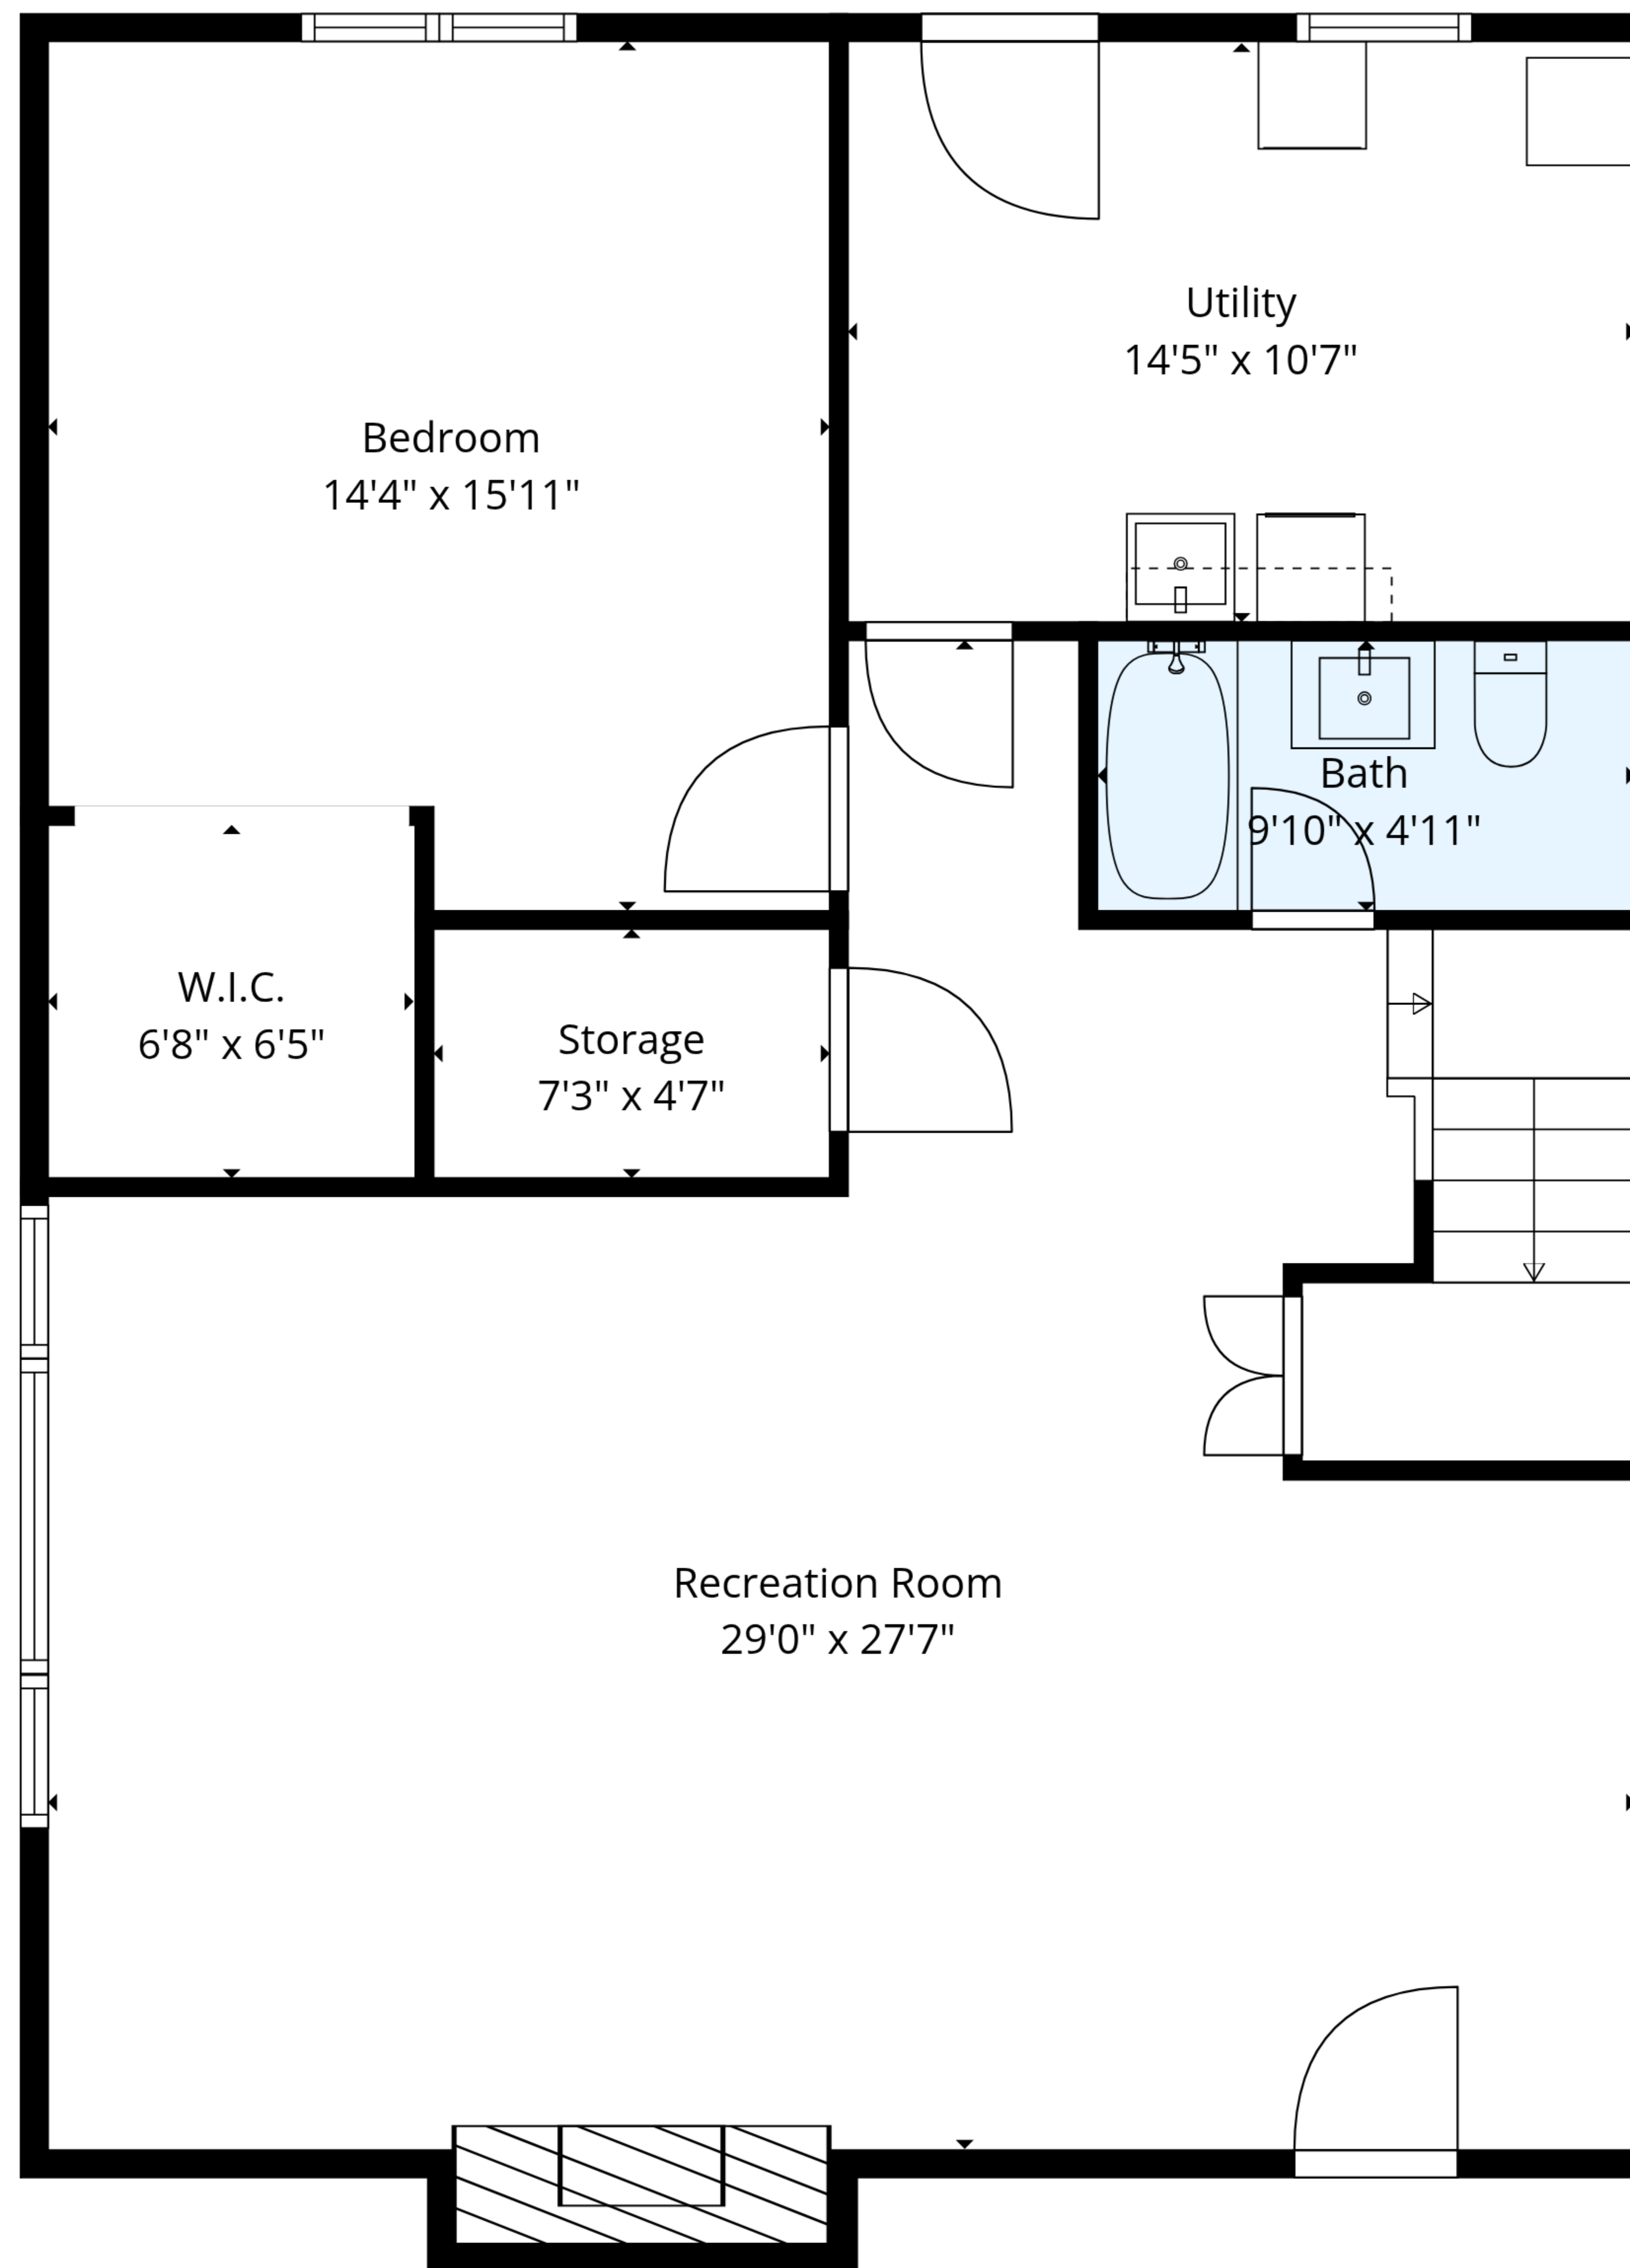 Utility
14'5" x 10'7"
Bedroom
14'4" x 15'11"
Bath
9'10" x 4'11"
W.I.C.
6'8" x 6'5"
Storage
7'3" x 4'7"
Recreation Room
29'0" x 27'7"